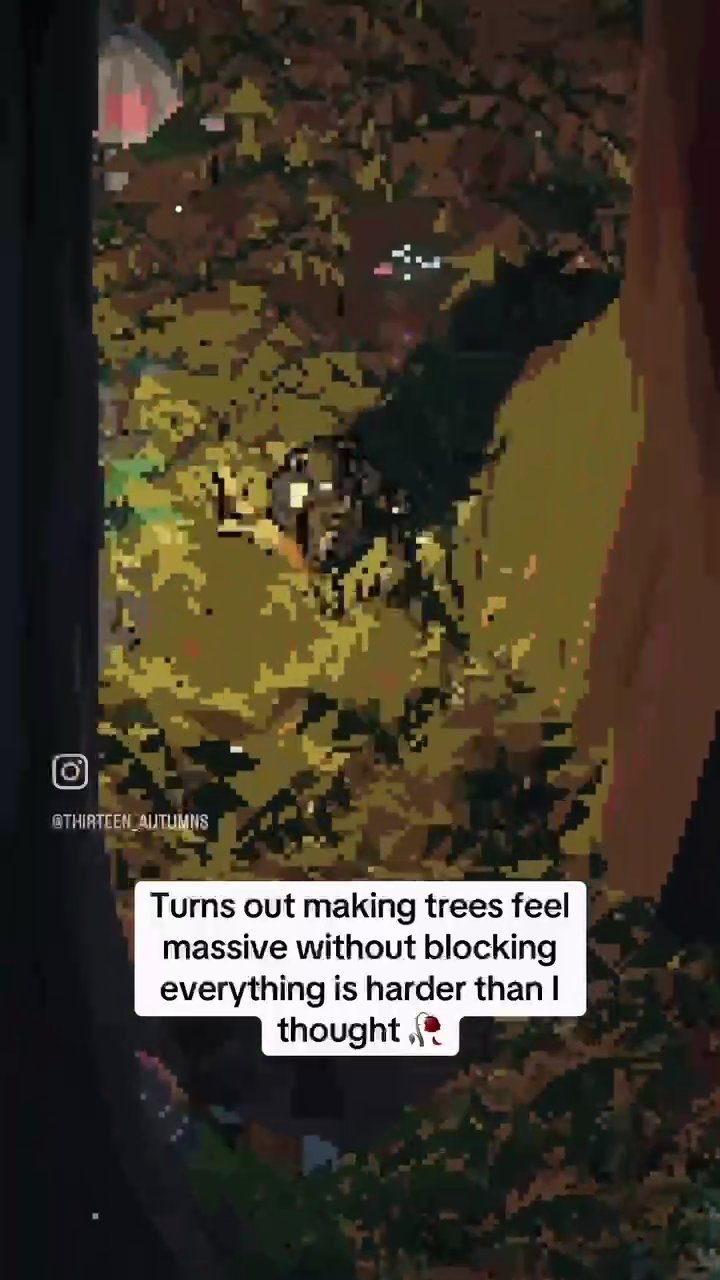 @THIRTEEN_AUTUMNS
Turns out making trees feel
massive without blocking
everything is harder than I
thought 🥀